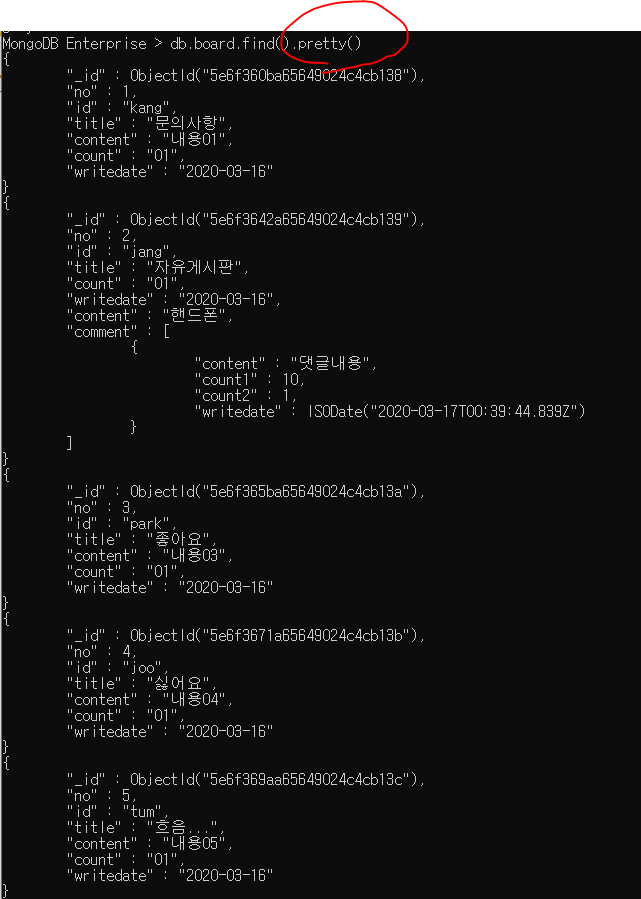 MongoDB Enterprise > db.board.find().pretty()
{
"_id" : ObjectId("5e6f360ba65649024c4cb138"),
"no" : 1,
"id" : "kang",
"title" : "문의사항",
"content" : "내용01",
"count" : "01",
"writedate" : "2020-03-16"
}
{
"_id" : ObjectId("5e6f3642a65649024c4cb139"),
"no" : 2,
"id" : "jang",
"title" : "자유게시판",
"count" : "01",
"writedate" : "2020-03-16",
"content" : "핸드폰",
"comment" : [
{
"content" : "댓글내용",
"count1" : 10,
"count2" : 1,
"writedate" : ISODate("2020-03-17T00:39:44.839Z")
}
]
}
{
"_id" : ObjectId("5e6f365ba65649024c4cb13a"),
"no" : 3,
"id" : "park",
"title" : "좋아요",
"content" : "내용03",
"count" : "01",
"writedate" : "2020-03-16"
}
{
"_id" : ObjectId("5e6f3671a65649024c4cb13b"),
"no" : 4,
"id" : "joo",
"title" : "싫어요",
"content" : "내용04",
"count" : "01",
"writedate" : "2020-03-16"
}
{
"_id" : ObjectId("5e6f369aa65649024c4cb13c"),
"no" : 5,
"id" : "tum",
"title" : "흐음...",
"content" : "내용05",
"count" : "01",
"writedate" : "2020-03-16"
}